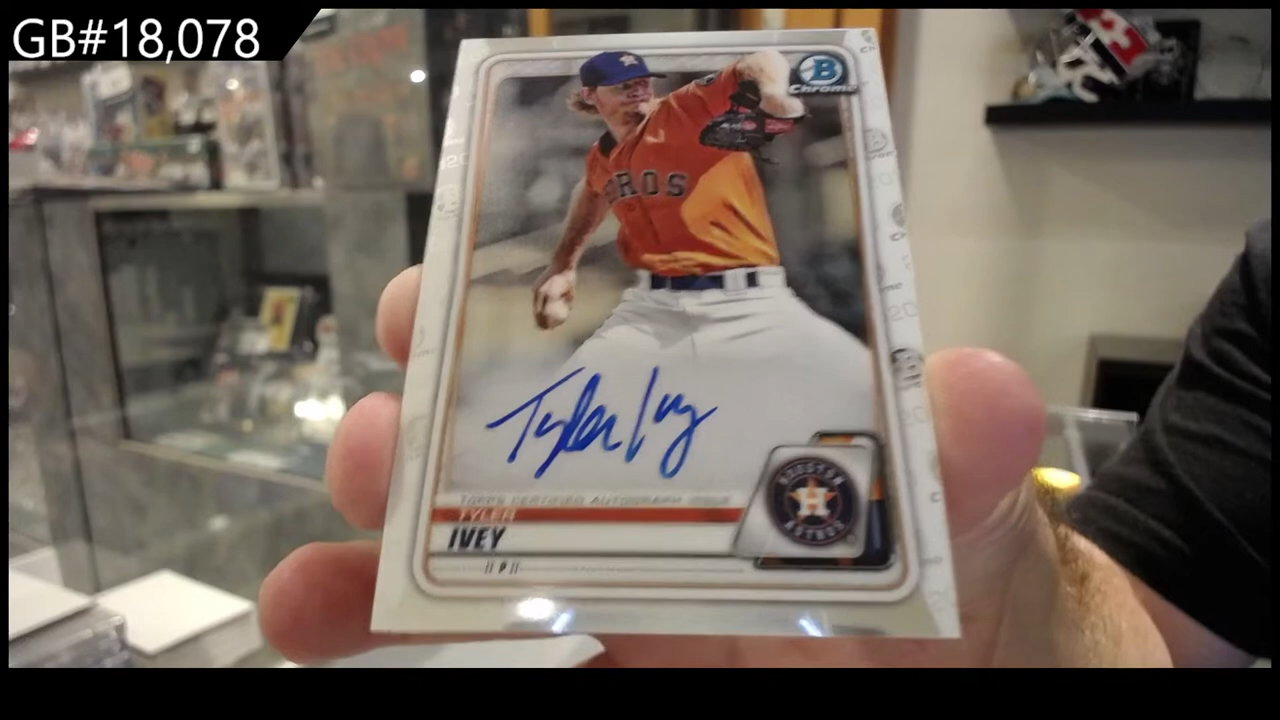 GB#18,078
B
Chrome
ROS
Tyler Ivey
TOPPS CERTIFIED AUTOGRAPH ISSUE
TYLER
IVEY
// P //
HOUSTON
H
ASTROS